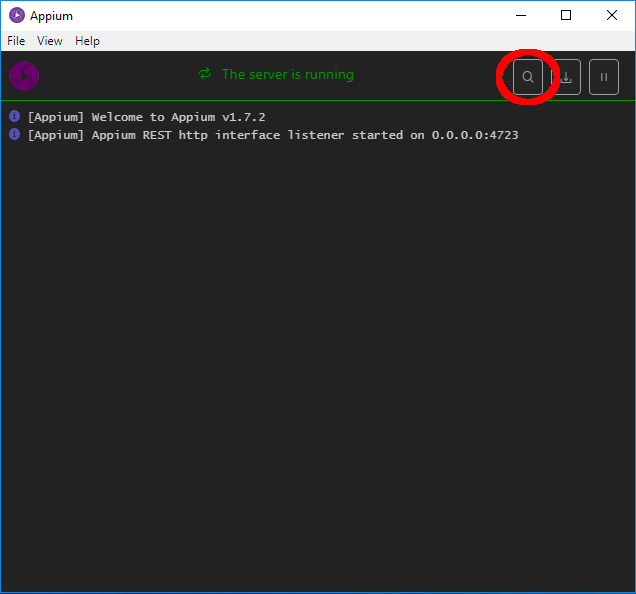 Appium
File View Help
The server is running
[Appium] Welcome to Appium v1.7.2
[Appium] Appium REST http interface listener started on 0.0.0.0:4723